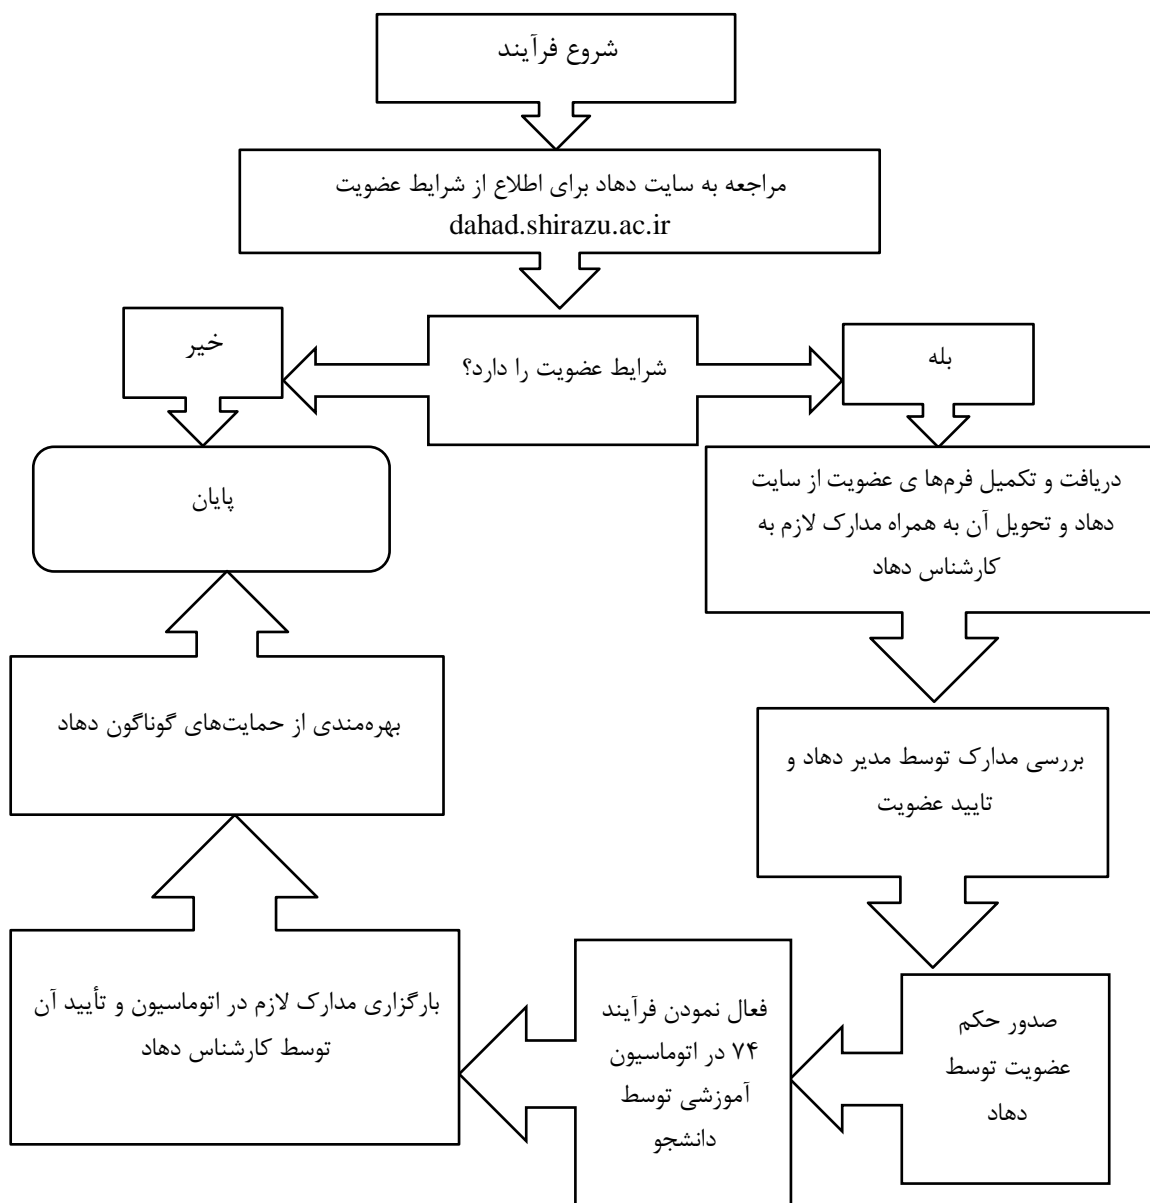 شروع فرآیند
مراجعه به سایت دهاد برای اطلاع از شرایط عضویت
dahad.shirazu.ac.ir
شرایط عضویت را دارد؟
خیر
بله
پایان
دریافت و تکمیل فرم‌ها ی عضویت از سایت
دهاد و تحویل آن به همراه مدارک لازم به
کارشناس دهاد
بررسی مدارک توسط مدیر دهاد و
تایید عضویت
صدور حکم
عضویت توسط
دهاد
فعال نمودن فرآیند
۷۴ در اتوماسیون
آموزشی توسط
دانشجو
بارگزاری مدارک لازم در اتوماسیون و تأیید آن
توسط کارشناس دهاد
بهره‌مندی از حمایت‌های گوناگون دهاد